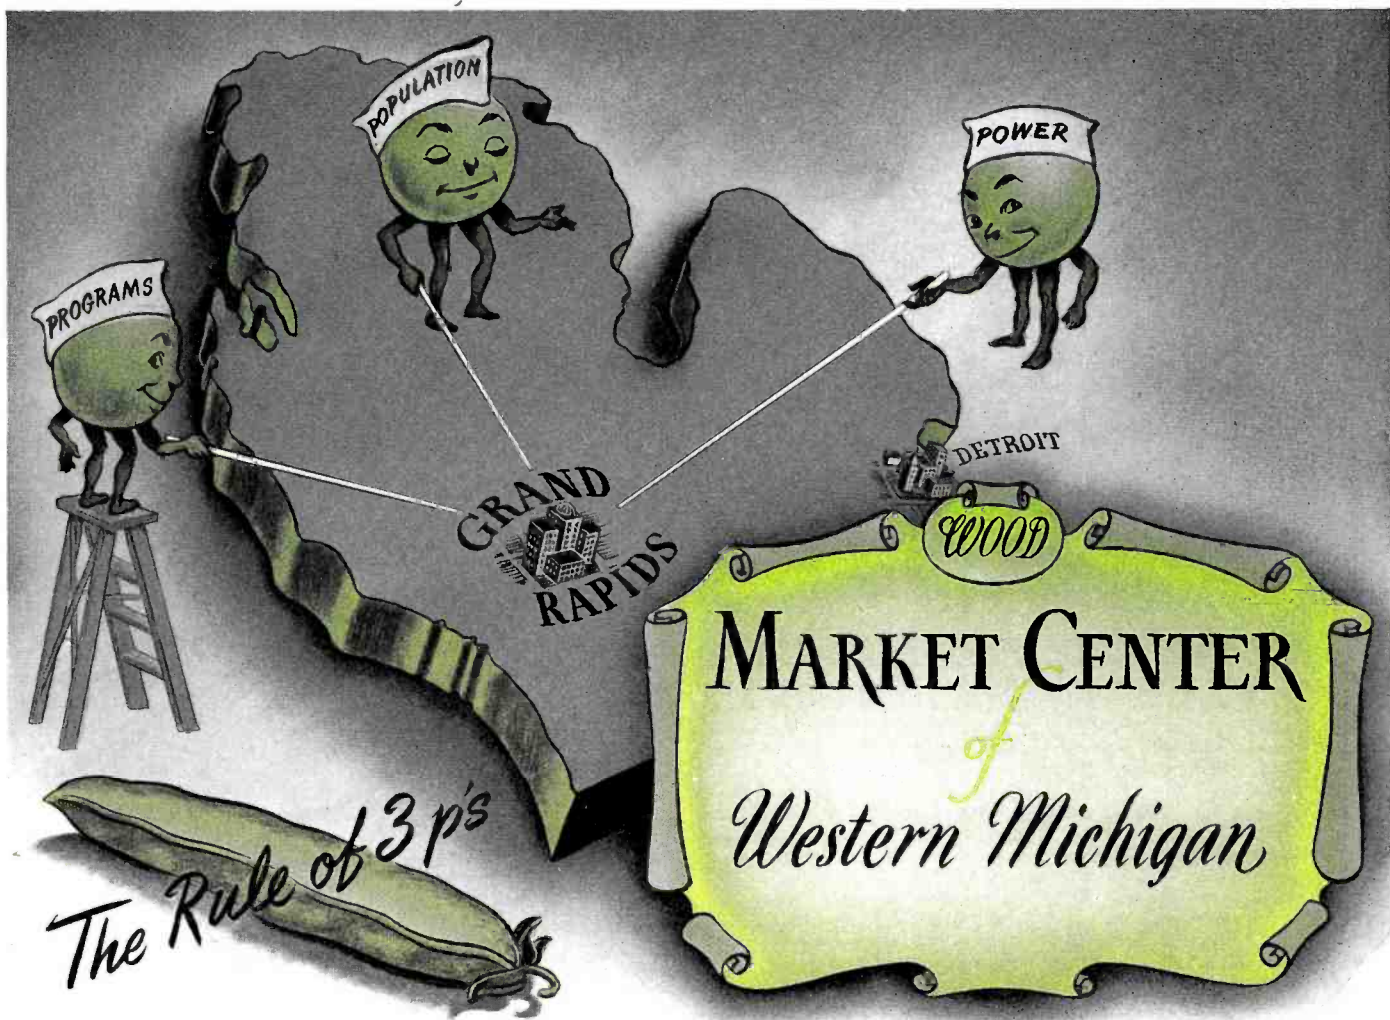 POPULATION
POWER
PROGRAMS
DETROIT
GRAND
RAPIDS
WOOD
MARKET CENTER
of
Western Michigan
The Rule of 3 p's